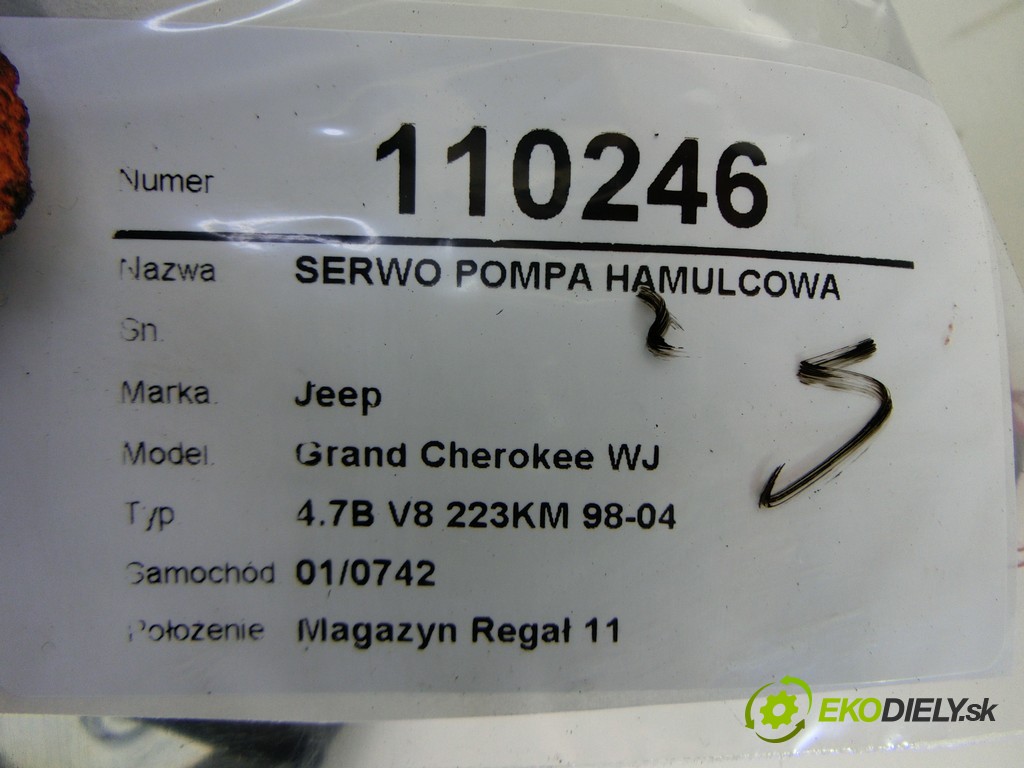 Numer 110246
Nazwa SERWO POMPA HAMULCOWA
Sn.
Marka. Jeep
Model. Grand Cherokee WJ
Typ 4.7B V8 223KM 98-04
Samochód 01/0742
Położenie Magazyn Regał 11
5
EKODIELY.sk